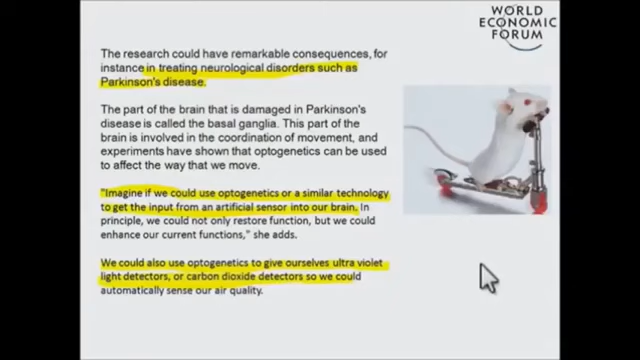 WORLD
ECONOMIC
FORUM
The research could have remarkable consequences, for
instance in treating neurological disorders such as
Parkinson's disease.
The part of the brain that is damaged in Parkinson's
disease is called the basal ganglia. This part of the
brain is involved in the coordination of movement, and
experiments have shown that optogenetics can be used
to affect the way that we move.
"Imagine if we could use optogenetics or a similar technology
to get the input from an artificial sensor into our brain. In
principle, we could not only restore function, but we could
enhance our current functions," she adds.
We could also use optogenetics to give ourselves ultra violet
light detectors, or carbon dioxide detectors so we could
automatically sense our air quality.